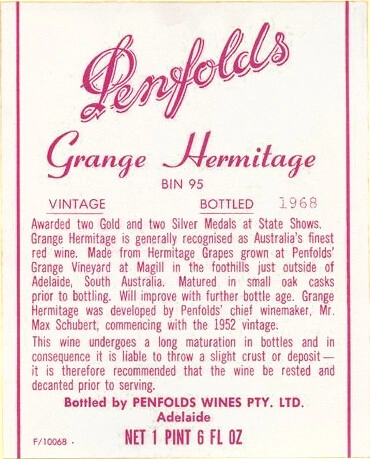 Penfolds
Grange Hermitage
BIN 95
VINTAGE BOTTLED 1968
Awarded two Gold and two Silver Medals at State Shows.
Grange Hermitage is generally recognised as Australia's finest
red wine. Made from Hermitage Grapes grown at Penfolds'
Grange Vineyard at Magill in the foothills just outside of
Adelaide, South Australia. Matured in small oak casks
prior to bottling. Will improve with further bottle age. Grange
Hermitage was developed by Penfolds' chief winemaker, Mr.
Max Schubert, commencing with the 1952 vintage.
This wine undergoes a long maturation in bottles and in
consequence it is liable to throw a slight crust or deposit—
it is therefore recommended that the wine be rested and
decanted prior to serving.
Bottled by PENFOLDS WINES PTY. LTD.
Adelaide
F/10068 · NET 1 PINT 6 FL OZ